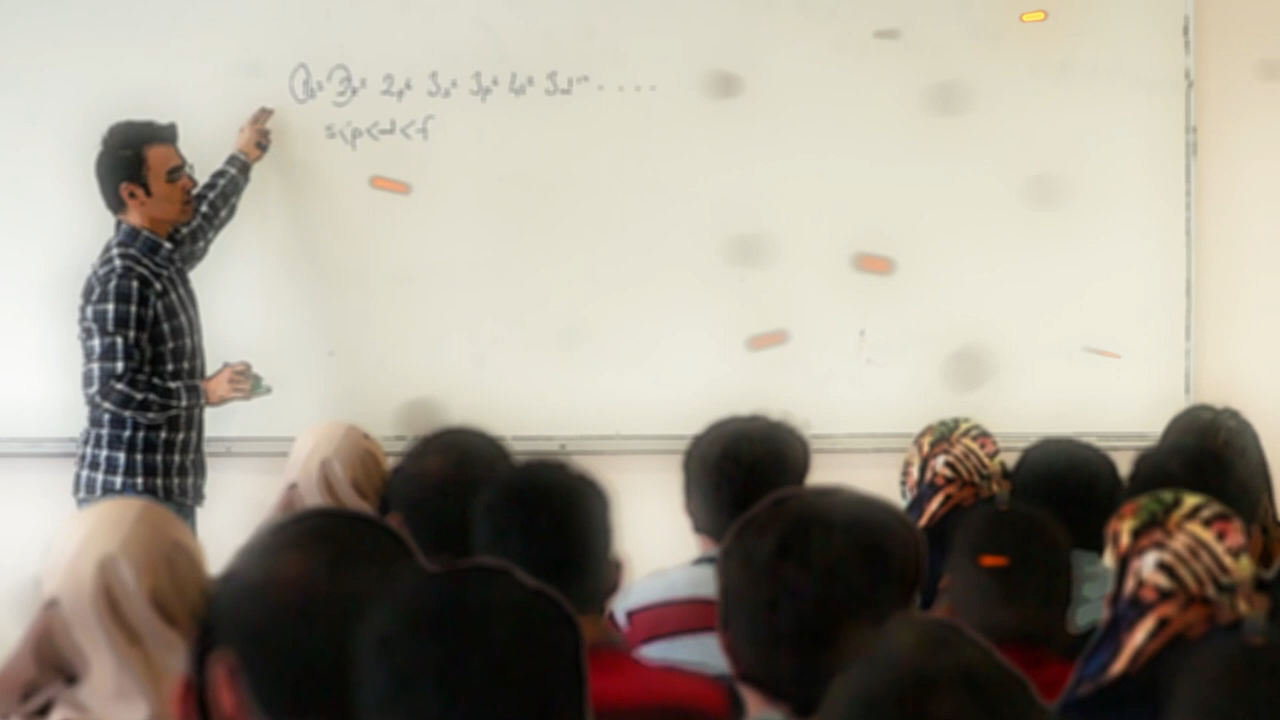 2p⁶ 3s² 3p⁶ 4s² 3d¹⁰ . . . .
s<p<d<f